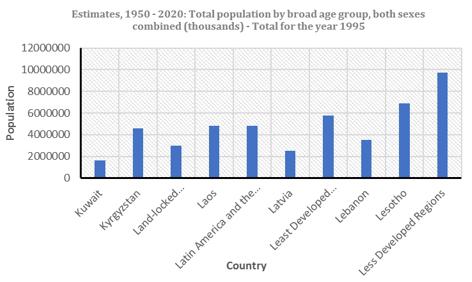 Estimates, 1950 - 2020: Total population by broad age group, both sexes
combined (thousands) - Total for the year 1995
12000000
10000000
8000000
6000000
4000000
2000000
0
Population
Kuwait
Kyrgyzstan
Land-locked...
Laos
Latin America and the...
Latvia
Least Developed...
Lebanon
Lesotho
Less Developed Regions
Country